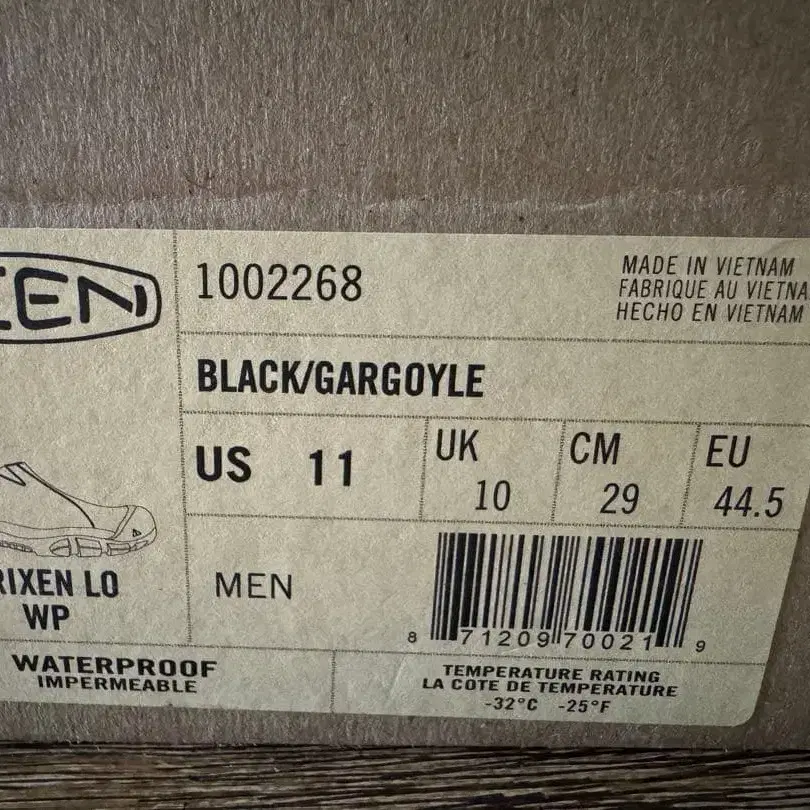 EEN
1002268
MADE IN VIETNAM
FABRIQUE AU VIETNA
HECHO EN VIETNAM
BLACK/GARGOYLE
US 11
UK 10
CM 29
EU 44.5
RIXEN LO
WP
MEN
8 71209 70021 9
WATERPROOF
IMPERMEABLE
TEMPERATURE RATING
LA COTE DE TEMPERATURE
-32°C -25°F